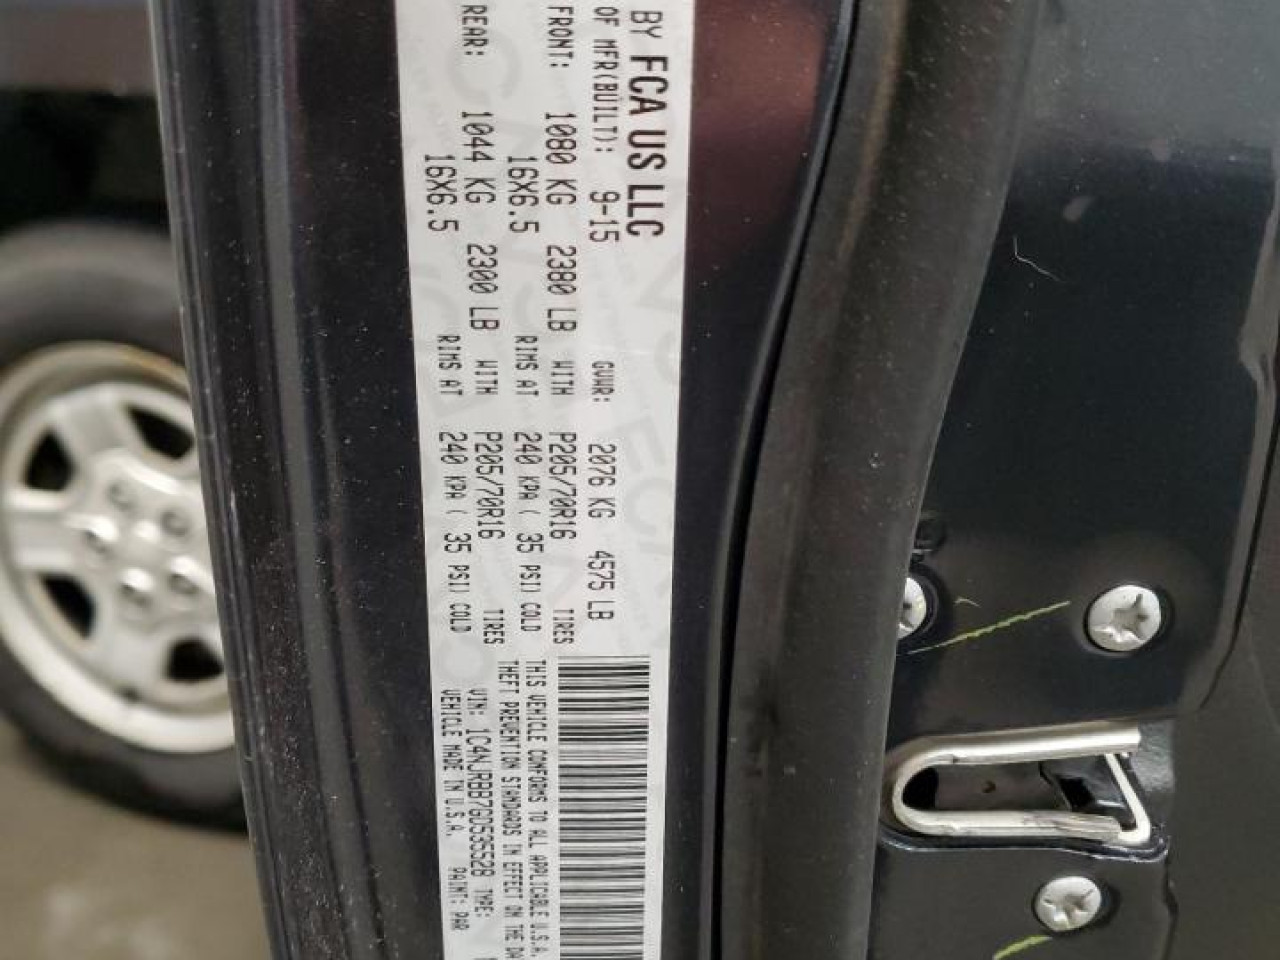 BY FCA US LLC
OF MFR(BUILT): 9-15 GVWR: 2076 KG 4575 LB
FRONT: 1080 KG 2380 LB WITH P205/70R16 TIRES
16X6.5 RIMS AT 240 KPA ( 35 PSI) COLD
REAR: 1044 KG 2300 LB WITH P205/70R16 TIRES
16X6.5 RIMS AT 240 KPA ( 35 PSI) COLD
THIS VEHICLE CONFORMS TO ALL APPLICABLE U.S.A.
THEFT PREVENTION STANDARDS IN EFFECT ON THE DA
VIN: 1C4NJRBB7GD535528 TYPE:
VEHICLE MADE IN U.S.A. PAINT: PAR